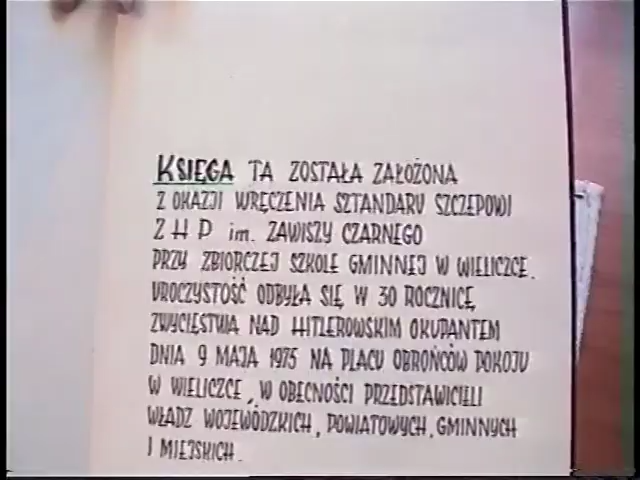 KSIĘGA TA ZOSTAŁA ZAŁOŻONA
Z OKAZJI WRĘCZENIA SZTANDARU SZCZEPOWI
Z H P im. ZAWISZY CZARNEGO
PRZY ZBIORCZEJ SZKOLE GMINNEJ W WIELICZCE.
UROCZYSTOŚĆ ODBYŁA SIĘ W 30 ROCZNICĘ
ZWYCIĘSTWA NAD HITLEROWSKIM OKUPANTEM
DNIA 9 MAJA 1975 NA PLACU OBROŃCÓW POKOJU
W WIELICZCE, W OBECNOŚCI PRZEDSTAWICIELI
WŁADZ WOJEWÓDZKICH, POWIATOWYCH, GMINNYCH
I MIEJSKICH.